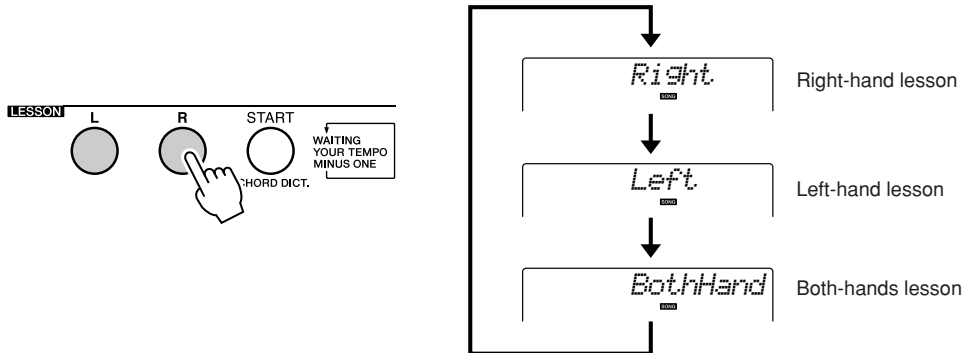 LESSON
L
R
START
WAITING
YOUR TEMPO
MINUS ONE
HORD DICT.
Right
SONG
Right-hand lesson
Left
SONG
Left-hand lesson
BothHand
SONG
Both-hands lesson